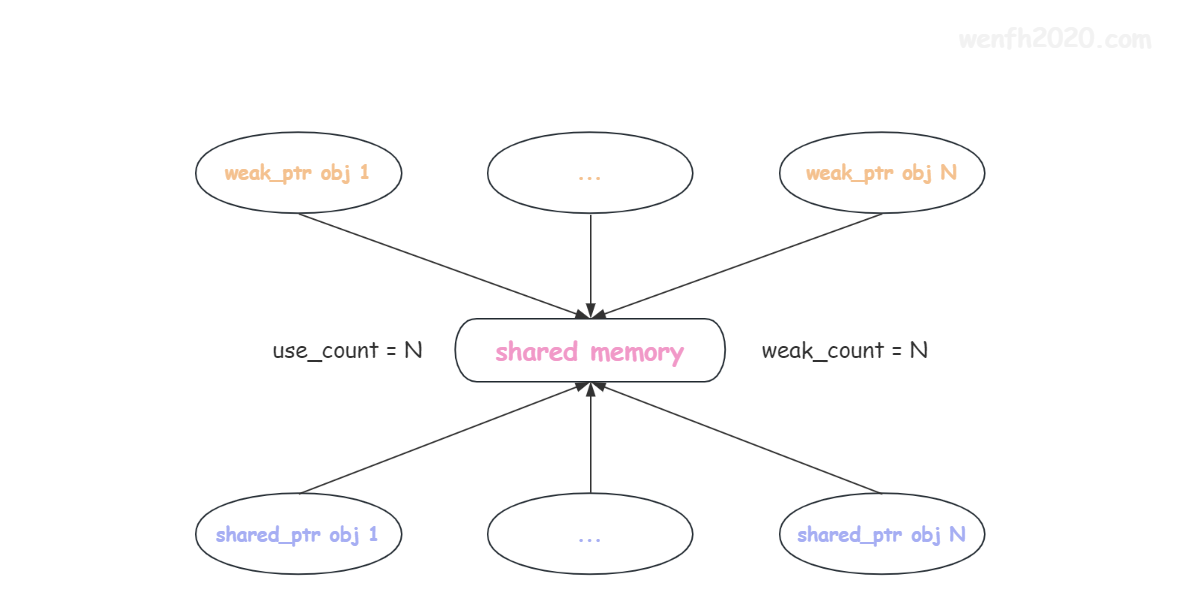 wenfh2020.com
weak_ptr obj 1
...
weak_ptr obj N
use_count = N
shared memory
weak_count = N
shared_ptr obj 1
...
shared_ptr obj N